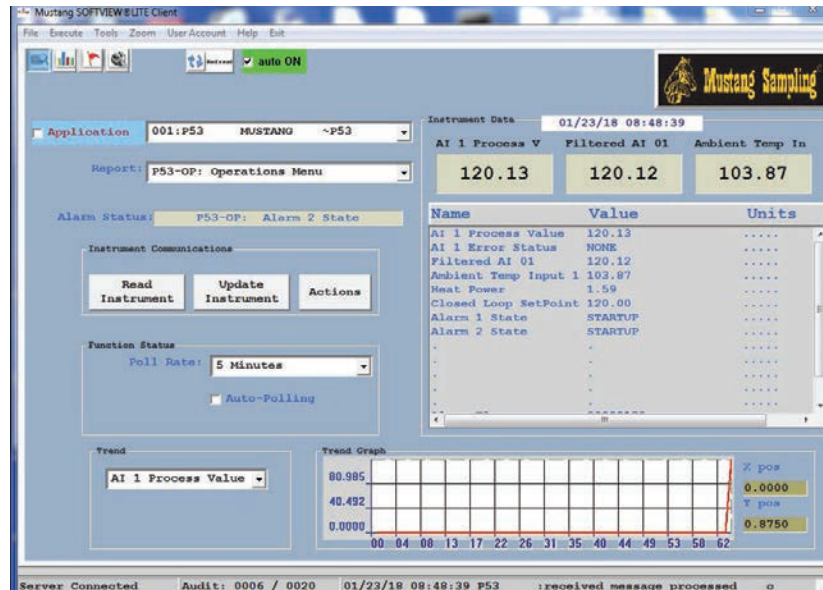 Mustang SOFTVIEW®LITE Client
File Execute Tools Zoom User Account Help Exit
auto ON
Mustang Sampling
Application 001:P53 MUSTANG ~P53
Report: P53-OP: Operations Menu
Alarm Status: P53-OP: Alarm 2 State
Instrument Communications
Read Instrument
Update Instrument
Actions
Function Status
Poll Rate: 5 Minutes
Auto-Polling
Instrument Data 01/23/18 08:48:39
AI 1 Process V Filtered AI 01 Ambient Temp In
120.13 120.12 103.87
Name Value Units
AI 1 Process Value 120.13 .....
AI 1 Error Status NONE .....
Filtered AI 01 120.12 .....
Ambient Temp Input 1 103.87 .....
Heat Power 1.59 .....
Closed Loop SetPoint 120.00 .....
Alarm 1 State STARTUP .....
Alarm 2 State STARTUP .....
. . .....
. . .....
. . .....
. . .....
Trend
AI 1 Process Value
Trend Graph
80.985
40.492
0.0000
00 04 08 13 17 22 26 31 35 40 44 49 53 58 62
X pos
0.0000
Y pos
0.8750
Server Connected Audit: 0006 / 0020 01/23/18 08:48:39 P53 :received message processed o